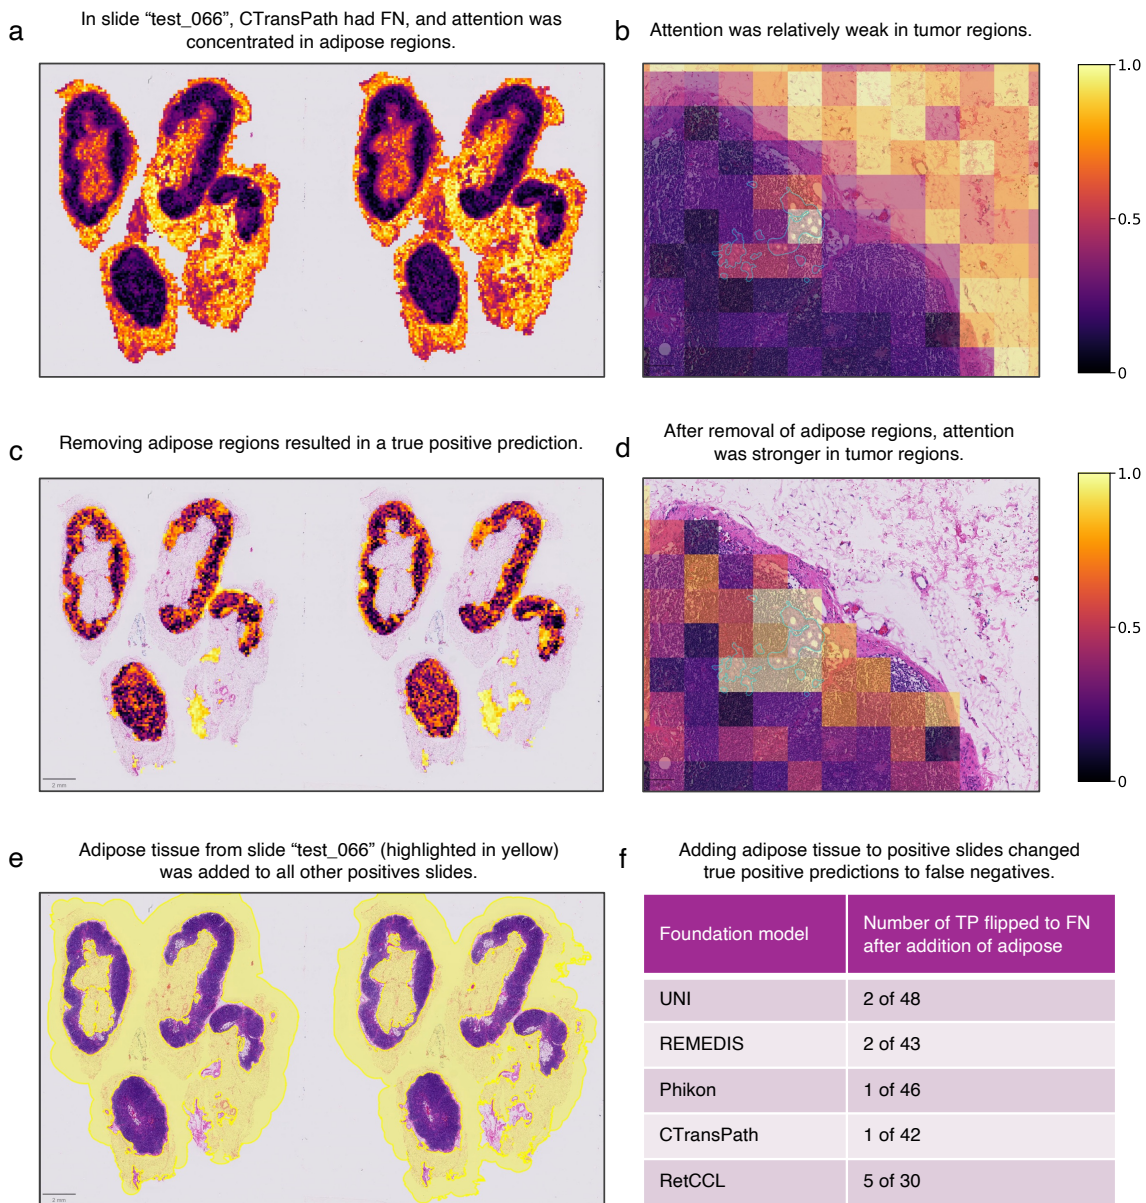 a
In slide “test_066”, CTransPath had FN, and attention was
concentrated in adipose regions.
b
Attention was relatively weak in tumor regions.
1.0
0.5
0
c
Removing adipose regions resulted in a true positive prediction.
2 mm
d
After removal of adipose regions, attention
was stronger in tumor regions.
1.0
0.5
0
e
Adipose tissue from slide “test_066” (highlighted in yellow)
was added to all other positives slides.
2 mm
f
Adding adipose tissue to positive slides changed
true positive predictions to false negatives.
Foundation model
Number of TP flipped to FN
after addition of adipose
UNI
2 of 48
REMEDIS
2 of 43
Phikon
1 of 46
CTransPath
1 of 42
RetCCL
5 of 30